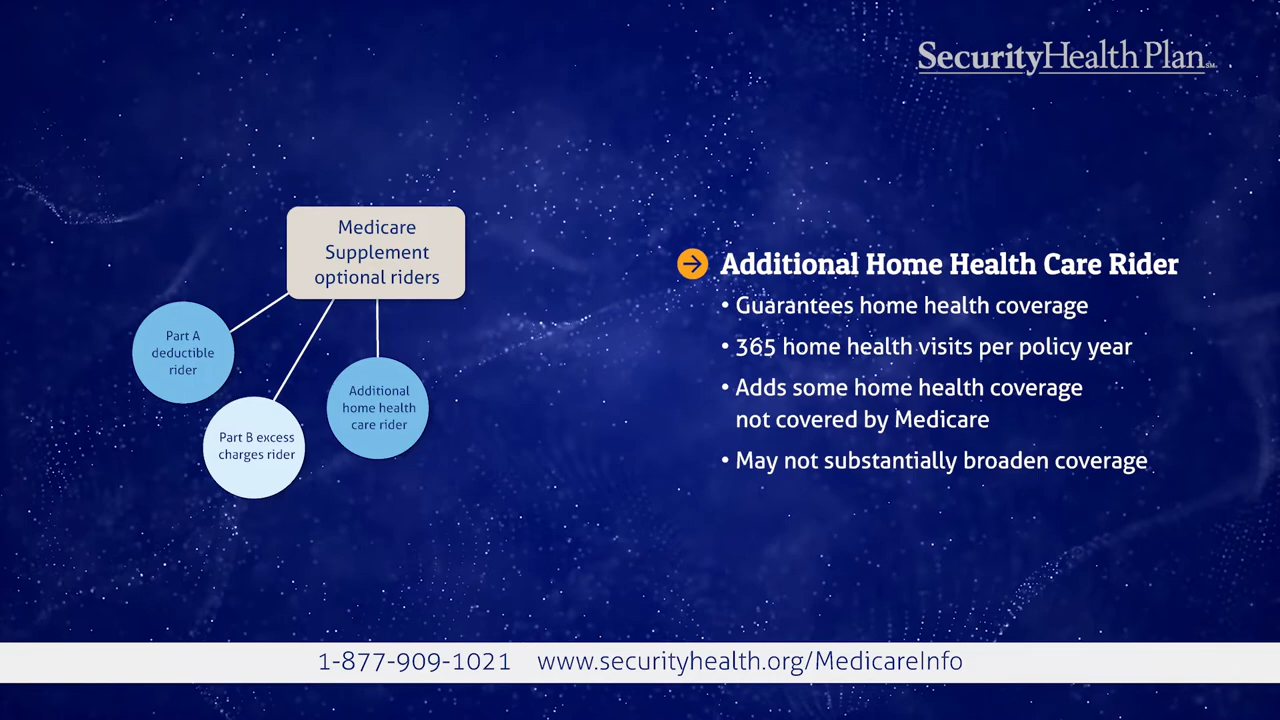 SecurityHealth Plan℠
Medicare
Supplement
optional riders
Part A
deductible
rider
Part B excess
charges rider
Additional
home health
care rider
Additional Home Health Care Rider
• Guarantees home health coverage
• 365 home health visits per policy year
• Adds some home health coverage
not covered by Medicare
• May not substantially broaden coverage
1-877-909-1021 www.securityhealth.org/MedicareInfo